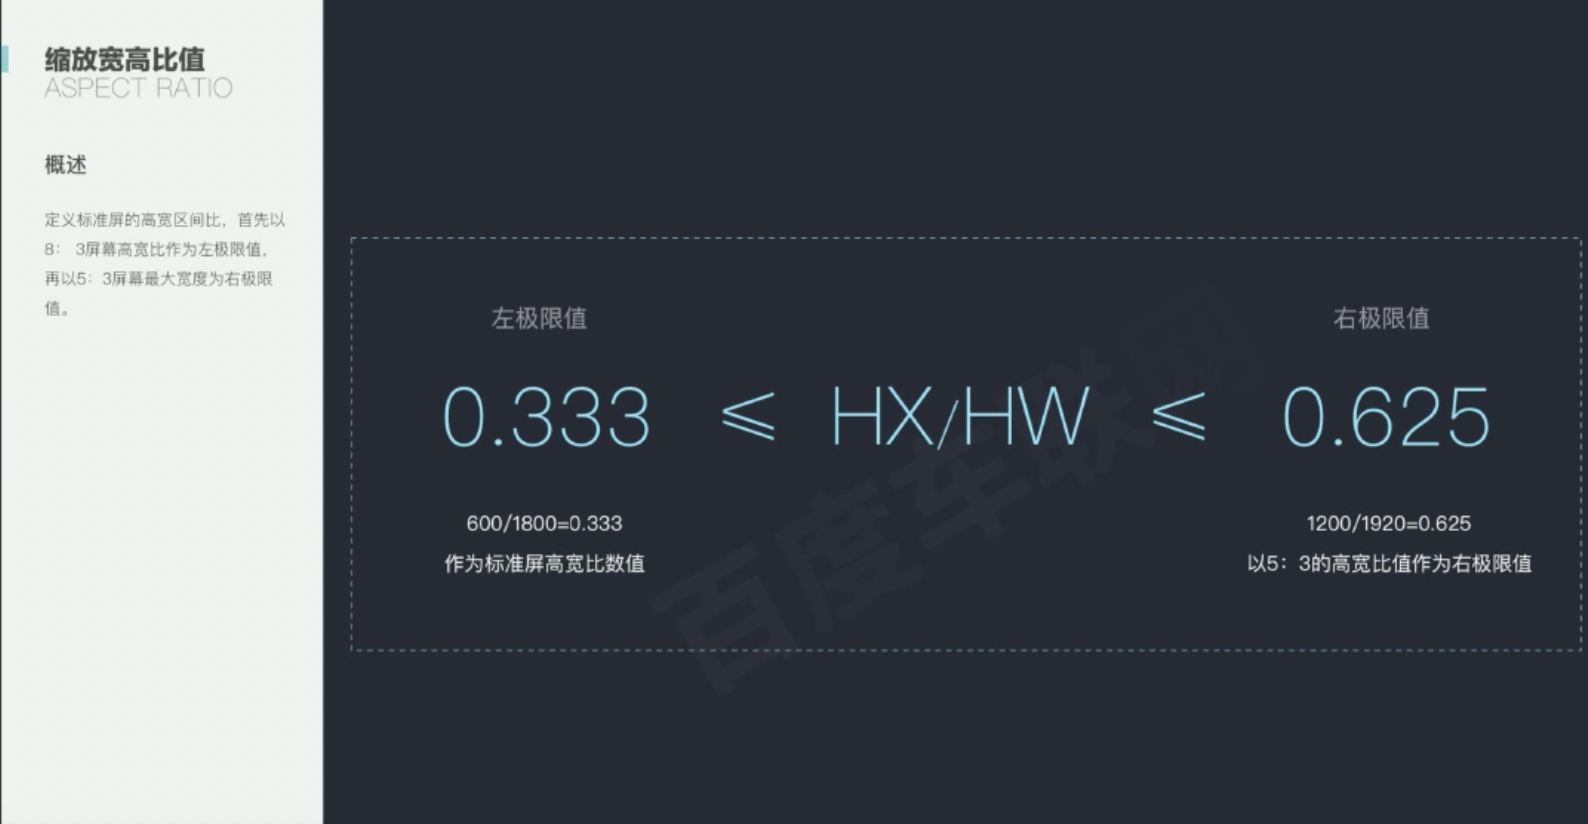 缩放宽高比值
ASPECT RATIO
概述
定义标准屏的高宽区间比，首先以
8： 3屏幕高宽比作为左极限值，
再以5：3屏幕最大宽度为右极限
值。
左极限值
右极限值
0.333 ⩽ HX/HW ⩽ 0.625
600/1800=0.333
1200/1920=0.625
作为标准屏高宽比数值
以5：3的高宽比值作为右极限值
百度车联网